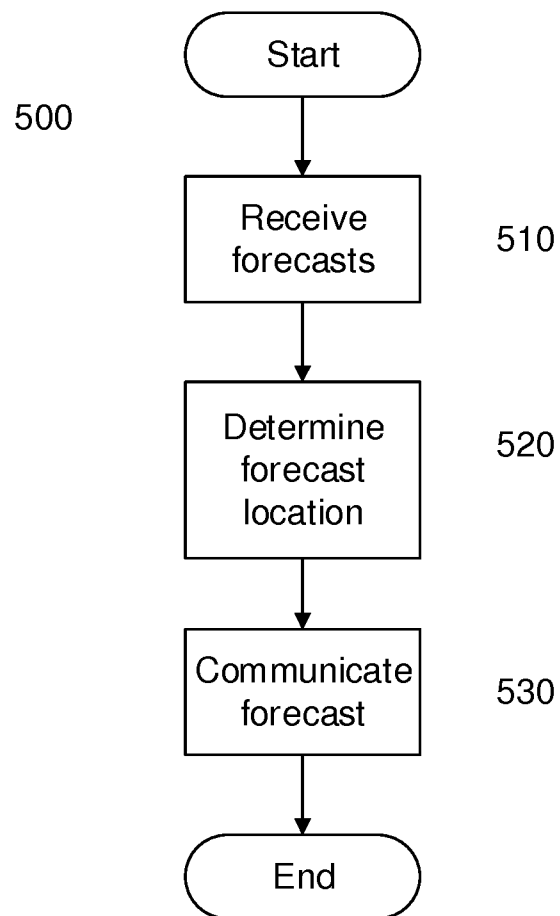 Start
500
Receive
forecasts
510
Determine
forecast
location
520
Communicate
forecast
530
End